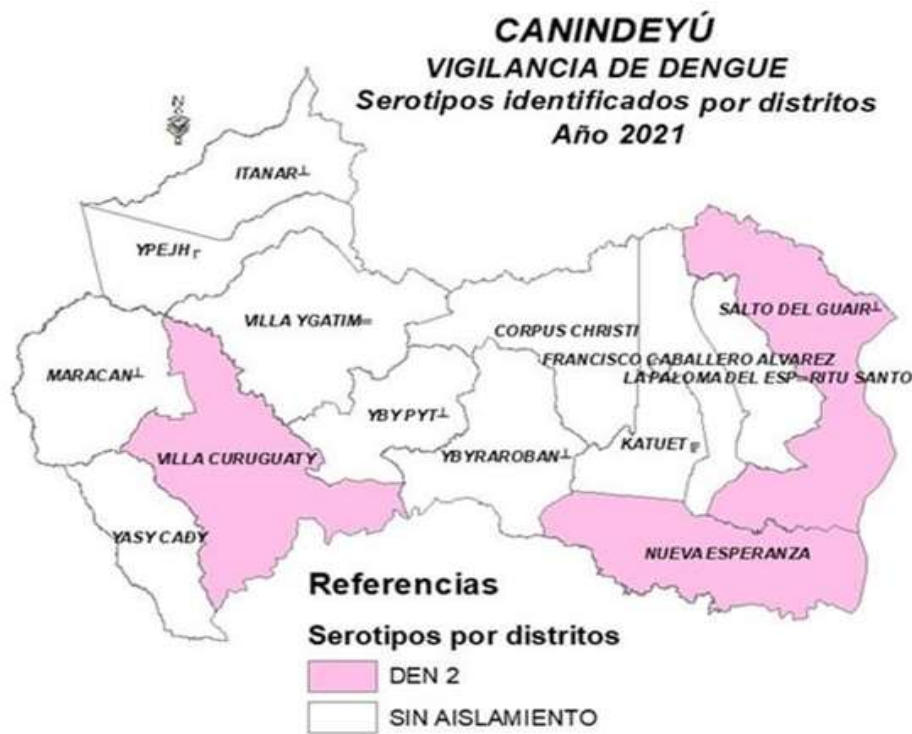 CANINDEYÚ
VIGILANCIA DE DENGUE
Serotipos identificados por distritos
Año 2021
N
ITANAR┴
YPEJH┌
VILLA YGATIM═
CORPUS CHRISTI
SALTO DEL GUAIR┴
FRANCISCO CABALLERO ALVAREZ
LA PALOMA DEL ESP═RITU SANTO
MARACAN┴
YBY PYT┴
YBYRAROBAN┴
KATUET╔
VILLA CURUGUATY
YASY CAÐY
NUEVA ESPERANZA
Referencias
Serotipos por distritos
DEN 2
SIN AISLAMIENTO